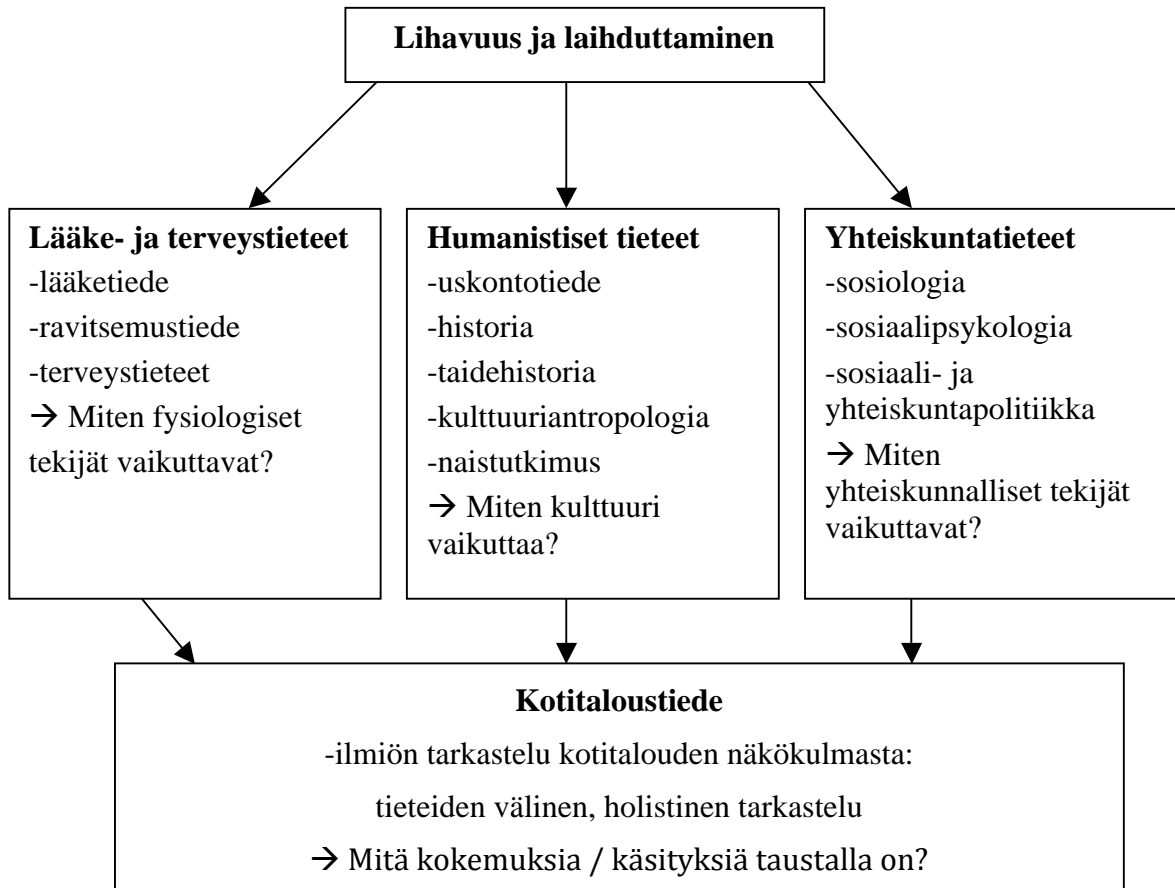 Lihavuus ja laihduttaminen
Lääke- ja terveystieteet
-lääketiede
-ravitsemustiede
-terveystieteet
→ Miten fysiologiset
tekijät vaikuttavat?
Humanistiset tieteet
-uskontotiede
-historia
-taidehistoria
-kulttuuriantropologia
-naistutkimus
→ Miten kulttuuri
vaikuttaa?
Yhteiskuntatieteet
-sosiologia
-sosiaalipsykologia
-sosiaali- ja
yhteiskuntapolitiikka
→ Miten
yhteiskunnalliset tekijät
vaikuttavat?
Kotitaloustiede
-ilmiön tarkastelu kotitalouden näkökulmasta:
tieteiden välinen, holistinen tarkastelu
→ Mitä kokemuksia / käsityksiä taustalla on?